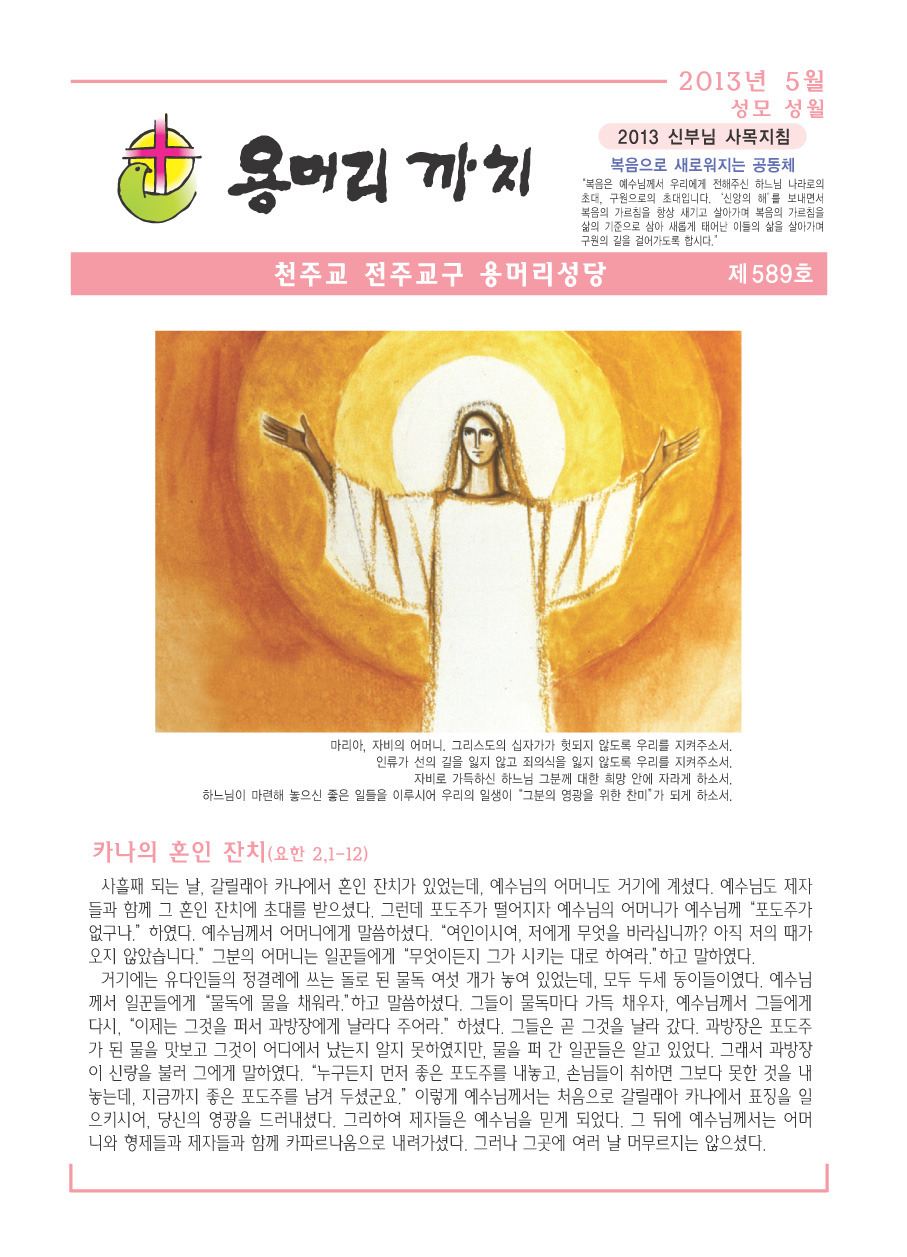 2013년 5월
성모 성월
용머리 까치
2013 신부님 사목지침
복음으로 새로워지는 공동체
"복음은 예수님께서 우리에게 전해주신 하느님 나라로의
초대, 구원으로의 초대입니다. '신앙의 해'를 보내면서
복음의 가르침을 항상 새기고 살아가며 복음의 가르침을
삶의 기준으로 삼아 새롭게 태어난 이들의 삶을 살아가며
구원의 길을 걸어가도록 합시다."
천주교 전주교구 용머리성당 제589호
마리아, 자비의 어머니. 그리스도의 십자가가 헛되지 않도록 우리를 지켜주소서.
인류가 선의 길을 잃지 않고 죄의식을 잃지 않도록 우리를 지켜주소서.
자비로 가득하신 하느님 그분께 대한 희망 안에 자라게 하소서.
하느님이 마련해 놓으신 좋은 일들을 이루시어 우리의 일생이 "그분의 영광을 위한 찬미"가 되게 하소서.
카나의 혼인 잔치(요한 2,1-12)
사흘째 되는 날, 갈릴래아 카나에서 혼인 잔치가 있었는데, 예수님의 어머니도 거기에 계셨다. 예수님도 제자
들과 함께 그 혼인 잔치에 초대를 받으셨다. 그런데 포도주가 떨어지자 예수님의 어머니가 예수님께 "포도주가
없구나." 하였다. 예수님께서 어머니에게 말씀하셨다. "여인이시여, 저에게 무엇을 바라십니까? 아직 저의 때가
오지 않았습니다." 그분의 어머니는 일꾼들에게 "무엇이든지 그가 시키는 대로 하여라."하고 말하였다.
거기에는 유다인들의 정결례에 쓰는 돌로 된 물독 여섯 개가 놓여 있었는데, 모두 두세 동이들이였다. 예수님
께서 일꾼들에게 "물독에 물을 채워라."하고 말씀하셨다. 그들이 물독마다 가득 채우자, 예수님께서 그들에게
다시, "이제는 그것을 퍼서 과방장에게 날라다 주어라." 하셨다. 그들은 곧 그것을 날라 갔다. 과방장은 포도주
가 된 물을 맛보고 그것이 어디에서 났는지 알지 못하였지만, 물을 퍼 간 일꾼들은 알고 있었다. 그래서 과방장
이 신랑을 불러 그에게 말하였다. "누구든지 먼저 좋은 포도주를 내놓고, 손님들이 취하면 그보다 못한 것을 내
놓는데, 지금까지 좋은 포도주를 남겨 두셨군요." 이렇게 예수님께서는 처음으로 갈릴래아 카나에서 표징을 일
으키시어, 당신의 영광을 드러내셨다. 그리하여 제자들은 예수님을 믿게 되었다. 그 뒤에 예수님께서는 어머
니와 형제들과 제자들과 함께 카파르나움으로 내려가셨다. 그러나 그곳에 여러 날 머무르지는 않으셨다.